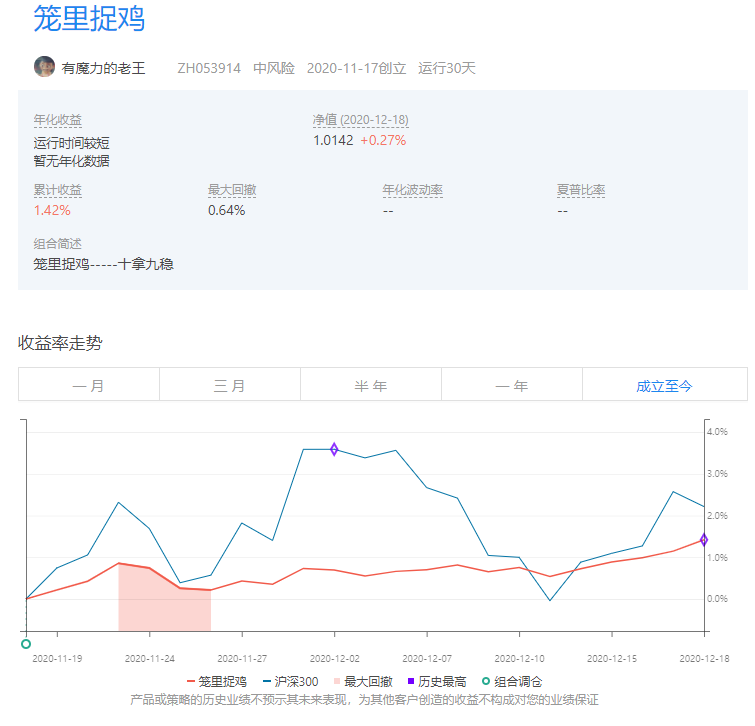 笼里捉鸡
有魔力的老王 ZH053914 中风险 2020-11-17创立 运行30天
年化收益 净值 (2020-12-18)
运行时间较短 1.0142 +0.27%
暂无年化数据
累计收益 最大回撤 年化波动率 夏普比率
1.42% 0.64% -- --
组合简述
笼里捉鸡-----十拿九稳
收益率走势
一 月 三 月 半 年 一 年 成立至今
4.0%
3.0%
2.0%
1.0%
0.0%
2020-11-19 2020-11-24 2020-11-27 2020-12-02 2020-12-07 2020-12-10 2020-12-15 2020-12-18
笼里捉鸡 沪深300 最大回撤 历史最高 组合调仓
产品或策略的历史业绩不预示其未来表现，为其他客户创造的收益不构成对您的业绩保证